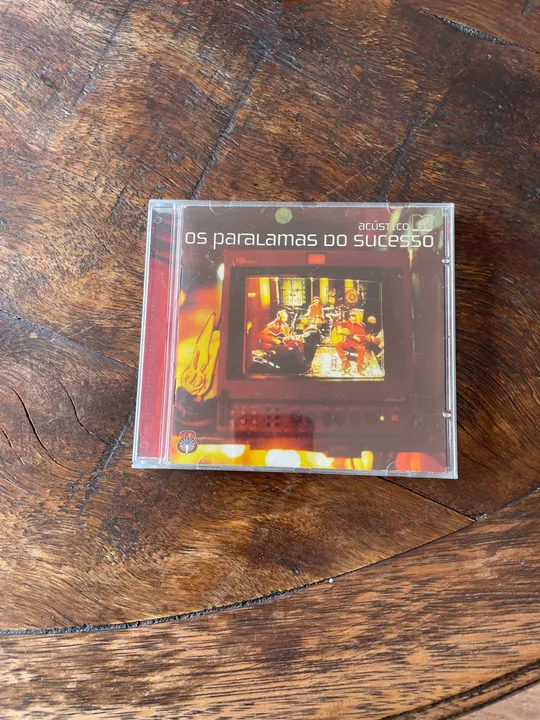 acústico
os paralamas do sucesso